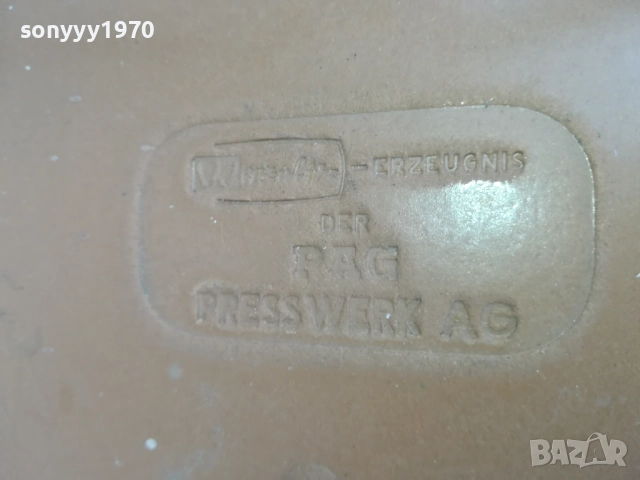 sonyyy1970
-ERZEUGNIS
DER
PAG
PRESSWERK AG
BAZAR